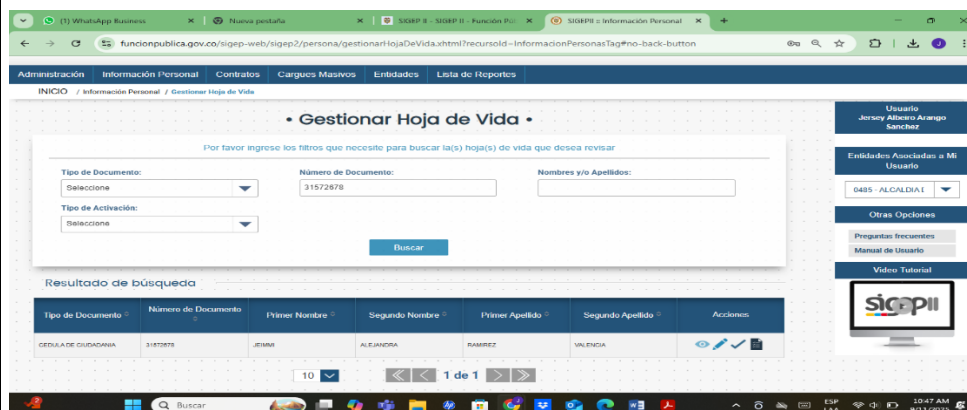 (1) WhatsApp Business
Nueva pestaña
SIGEP II - SIGEP II - Función Púb
SIGEPII :: Información Personal
funcionpublica.gov.co/sigep-web/sigep2/persona/gestionarHojaDeVida.xhtml?recursoId=InformacionPersonasTag#no-back-button
Administración Información Personal Contratos Cargues Masivos Entidades Lista de Reportes
INICIO / Información Personal / Gestionar Hoja de Vida
• Gestionar Hoja de Vida •
Por favor ingrese los filtros que necesite para buscar la(s) hoja(s) de vida que desea revisar
Tipo de Documento: Número de Documento: Nombres y/o Apellidos:
Seleccione 31572678
Tipo de Activación:
Seleccione
Buscar
Usuario
Jersey Albeiro Arango
Sanchez
Entidades Asociadas a Mi
Usuario
0485 - ALCALDIA
Otras Opciones
Preguntas frecuentes
Manual de Usuario
Video Tutorial
sigepII
Resultado de búsqueda
Tipo de Documento Número de Documento Primer Nombre Segundo Nombre Primer Apellido Segundo Apellido Acciones
CEDULA DE CIUDADANIA 31572678 JEIMMI ALEJANDRA RAMIREZ VALENCIA
10 1 de 1
Buscar
ESP
10:47 AM